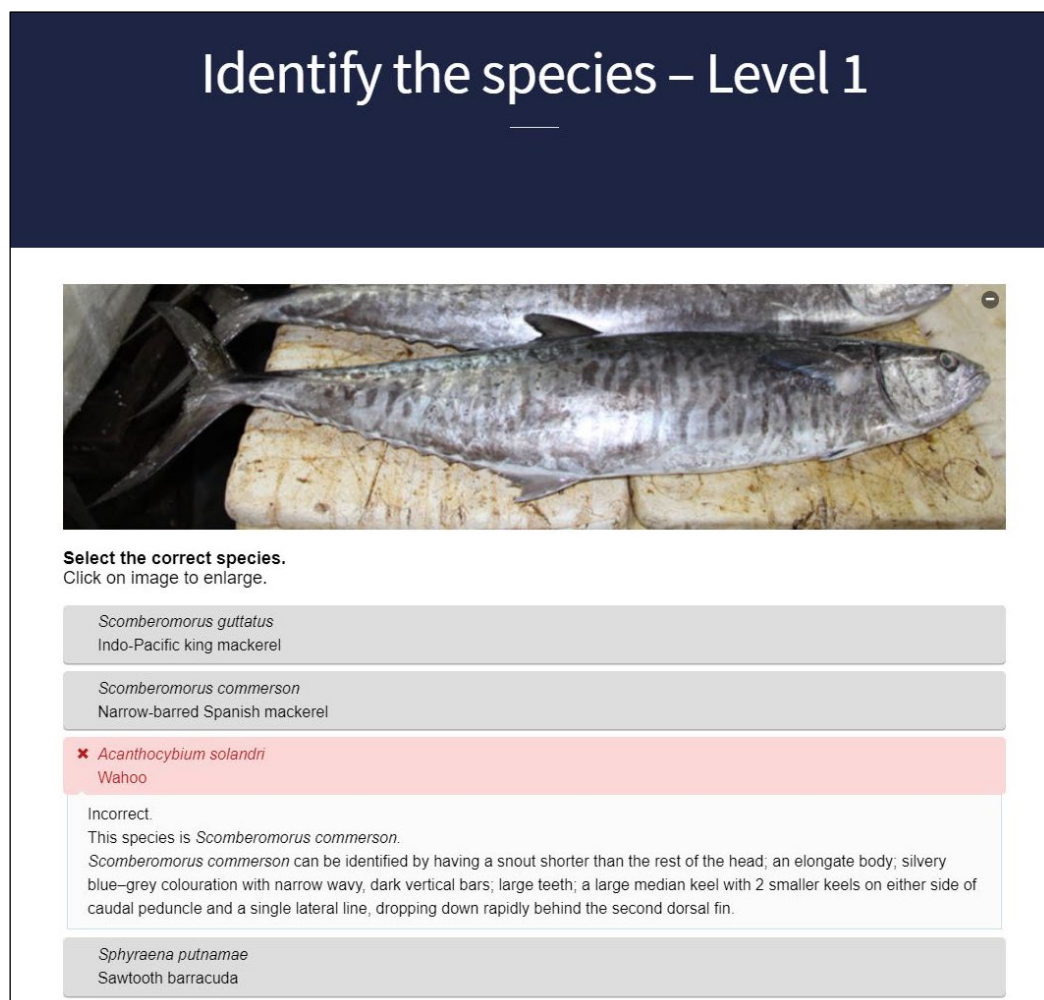 Identify the species – Level 1
Select the correct species.
Click on image to enlarge.
Scomberomorus guttatus
Indo-Pacific king mackerel
Scomberomorus commerson
Narrow-barred Spanish mackerel
✖ Acanthocybium solandri
Wahoo
Incorrect.
This species is Scomberomorus commerson.
Scomberomorus commerson can be identified by having a snout shorter than the rest of the head; an elongate body; silvery
blue–grey colouration with narrow wavy, dark vertical bars; large teeth; a large median keel with 2 smaller keels on either side of
caudal peduncle and a single lateral line, dropping down rapidly behind the second dorsal fin.
Sphyraena putnamae
Sawtooth barracuda